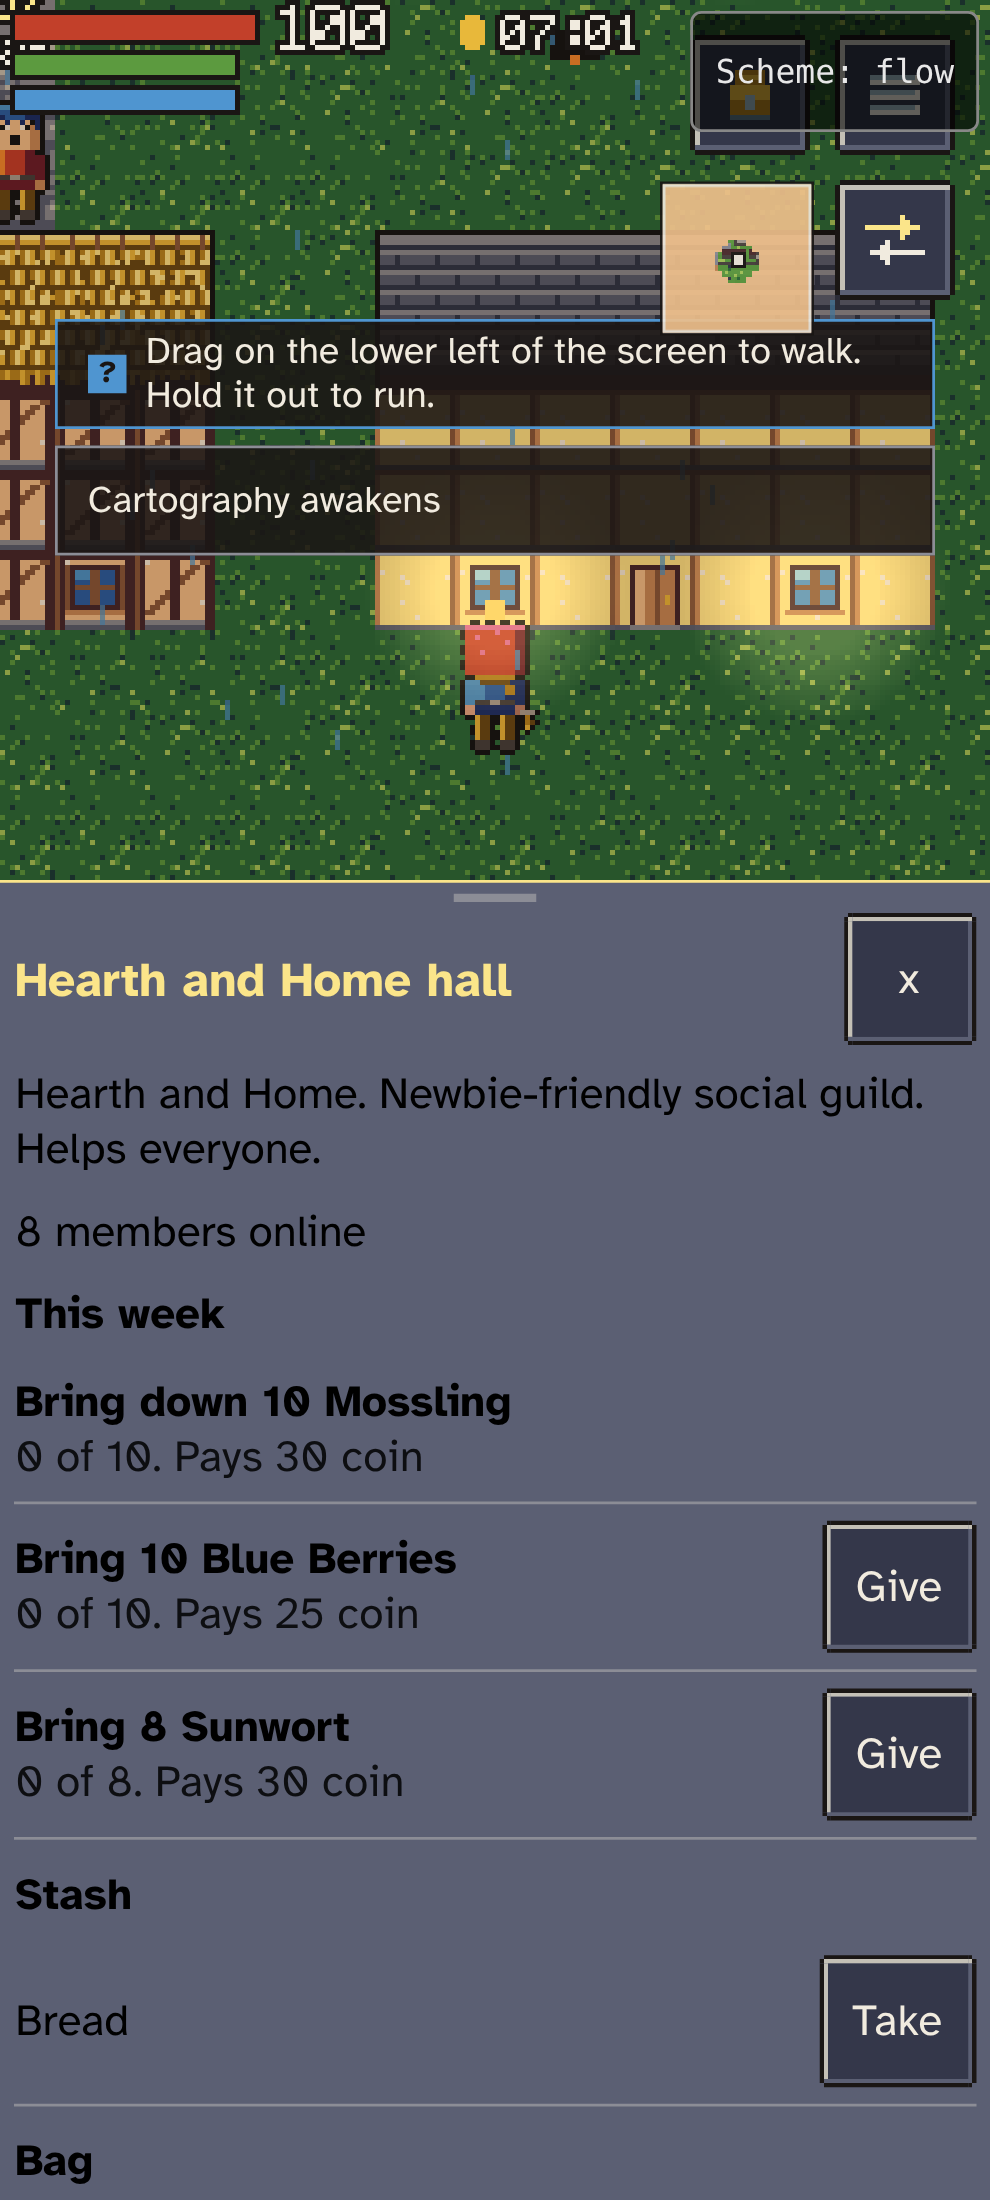 100
07:01
Scheme: flow
?
Drag on the lower left of the screen to walk.
Hold it out to run.
Cartography awakens
Hearth and Home hall
x
Hearth and Home. Newbie-friendly social guild.
Helps everyone.
8 members online
This week
Bring down 10 Mossling
0 of 10. Pays 30 coin
Bring 10 Blue Berries
0 of 10. Pays 25 coin
Give
Bring 8 Sunwort
0 of 8. Pays 30 coin
Give
Stash
Bread
Take
Bag